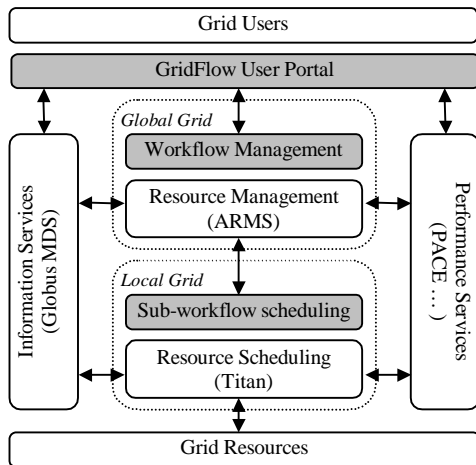 Grid Users
GridFlow User Portal
Global Grid
Workflow Management
Resource Management
(ARMS)
Information Services
(Globus MDS)
Performance Services
(PACE … )
Local Grid
Sub-workflow scheduling
Resource Scheduling
(Titan)
Grid Resources